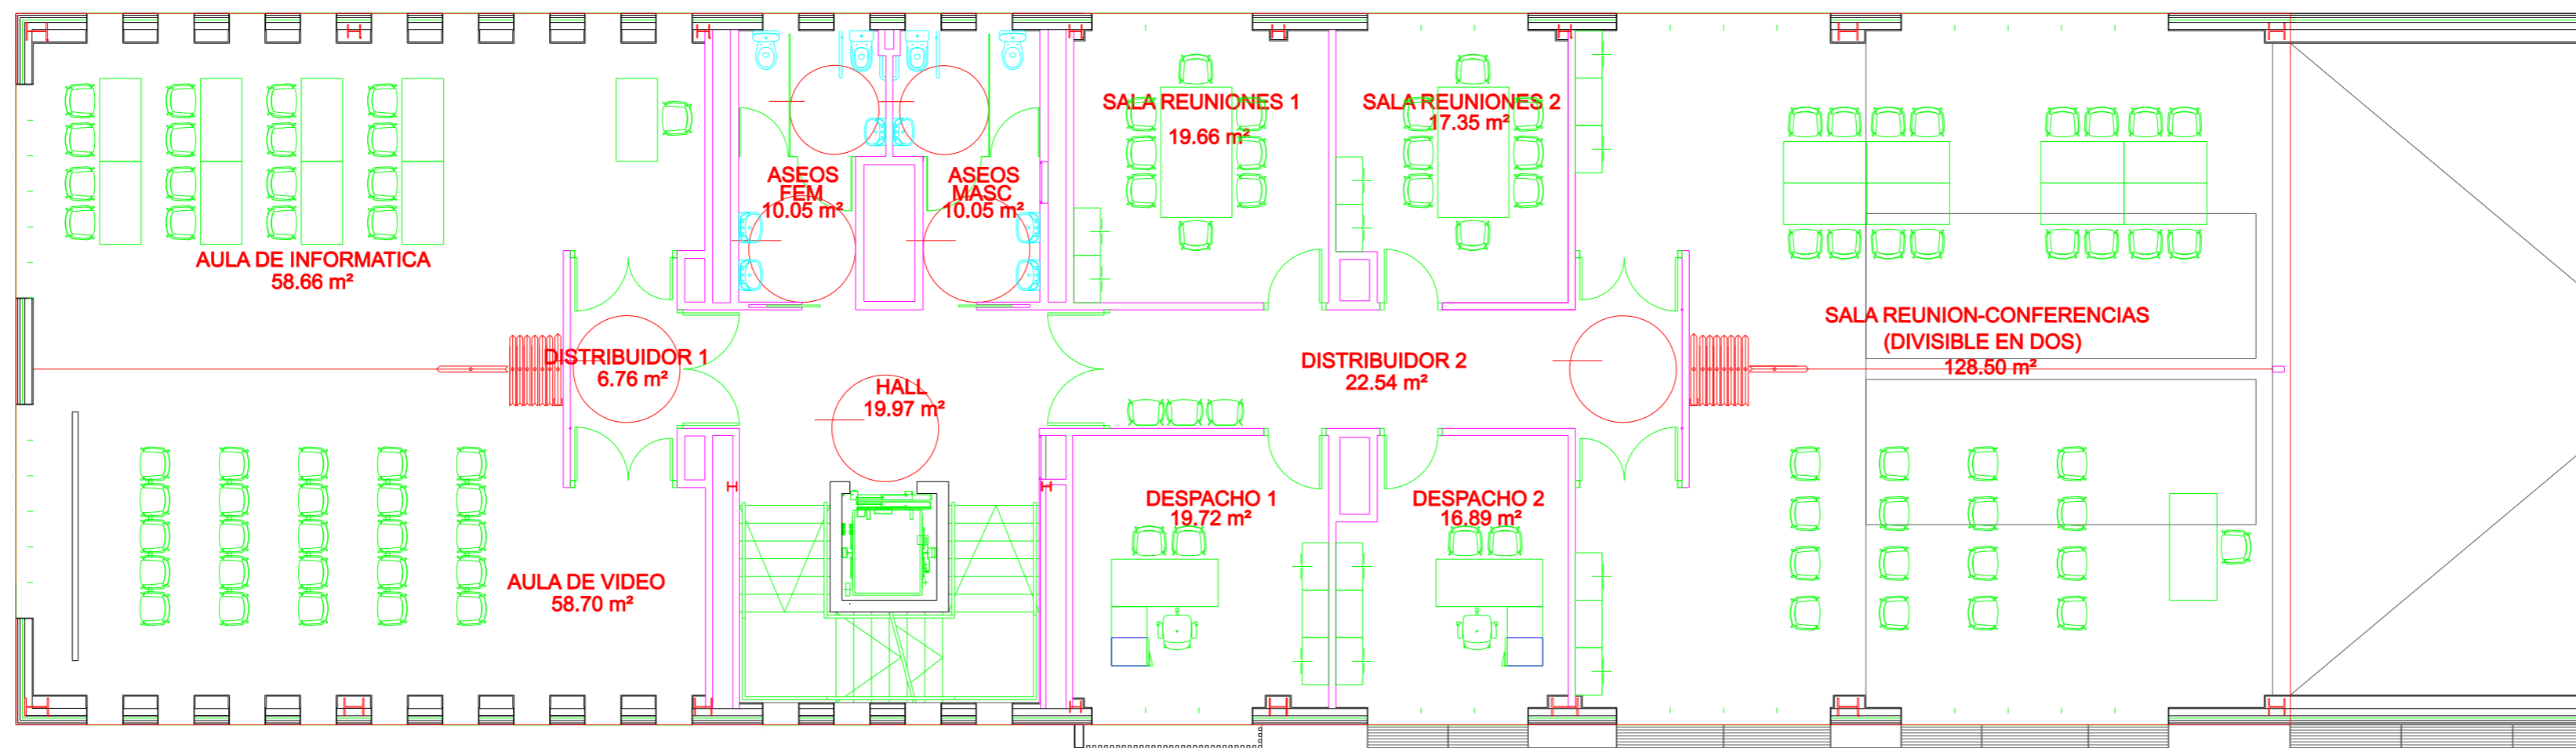 SALA REUNIONES 1
19.66 m²
SALA REUNIONES 2
17.35 m²
ASEOS
FEM
10.05 m²
ASEOS
MASC
10.05 m²
AULA DE INFORMATICA
58.66 m²
SALA REUNION-CONFERENCIAS
(DIVISIBLE EN DOS)
128.50 m²
DISTRIBUIDOR 1
6.76 m²
HALL
19.97 m²
DISTRIBUIDOR 2
22.54 m²
DESPACHO 1
19.72 m²
DESPACHO 2
16.89 m²
AULA DE VIDEO
58.70 m²